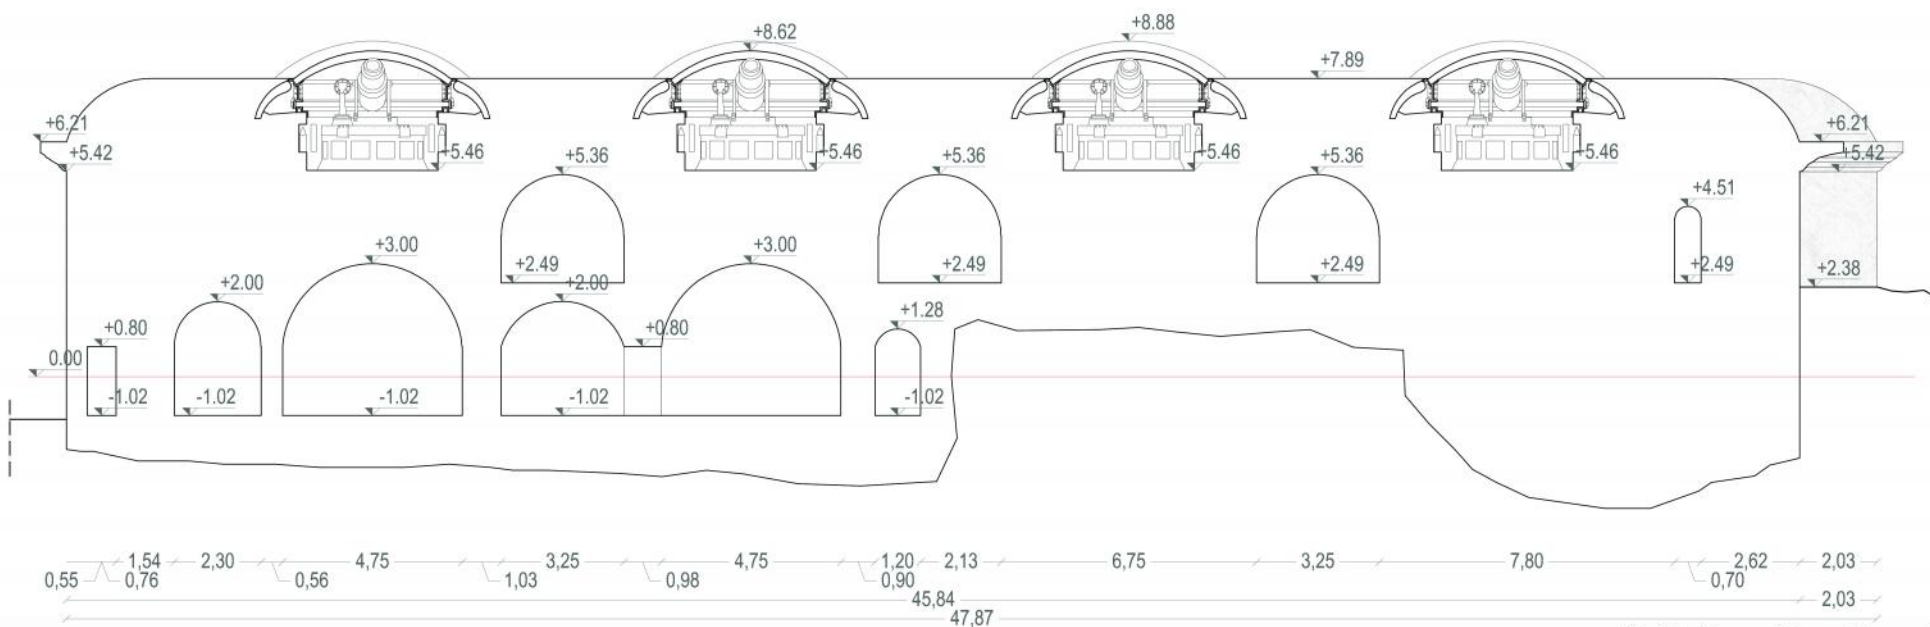 +8.88
+8.62
+7.89
+6.21 +6.21
+5.42 +5.46 +5.46 +5.46 +5.46 +5.42
+5.36 +5.36 +5.36
+4.51
+3.00 +3.00
+2.49 +2.49 +2.49 +2.49 +2.38
+2.00 +2.00
+1.28
+0.80 +0.80
0.00
-1.02 -1.02 -1.02 -1.02 -1.02
1,54 2,30 4,75 3,25 4,75 1,20 2,13 6,75 3,25 7,80 2,62 2,03
0,55 0,76 0,56 1,03 0,98 0,90 0,70
45,84 2,03
47,87